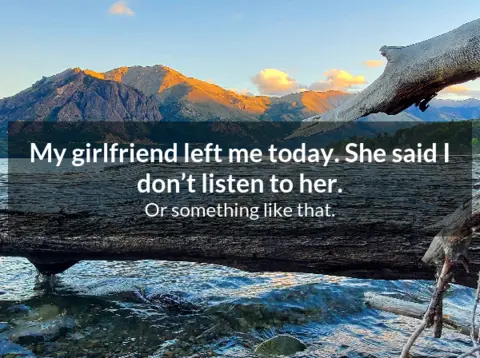 My girlfriend left me today. She said I
don’t listen to her.
Or something like that.